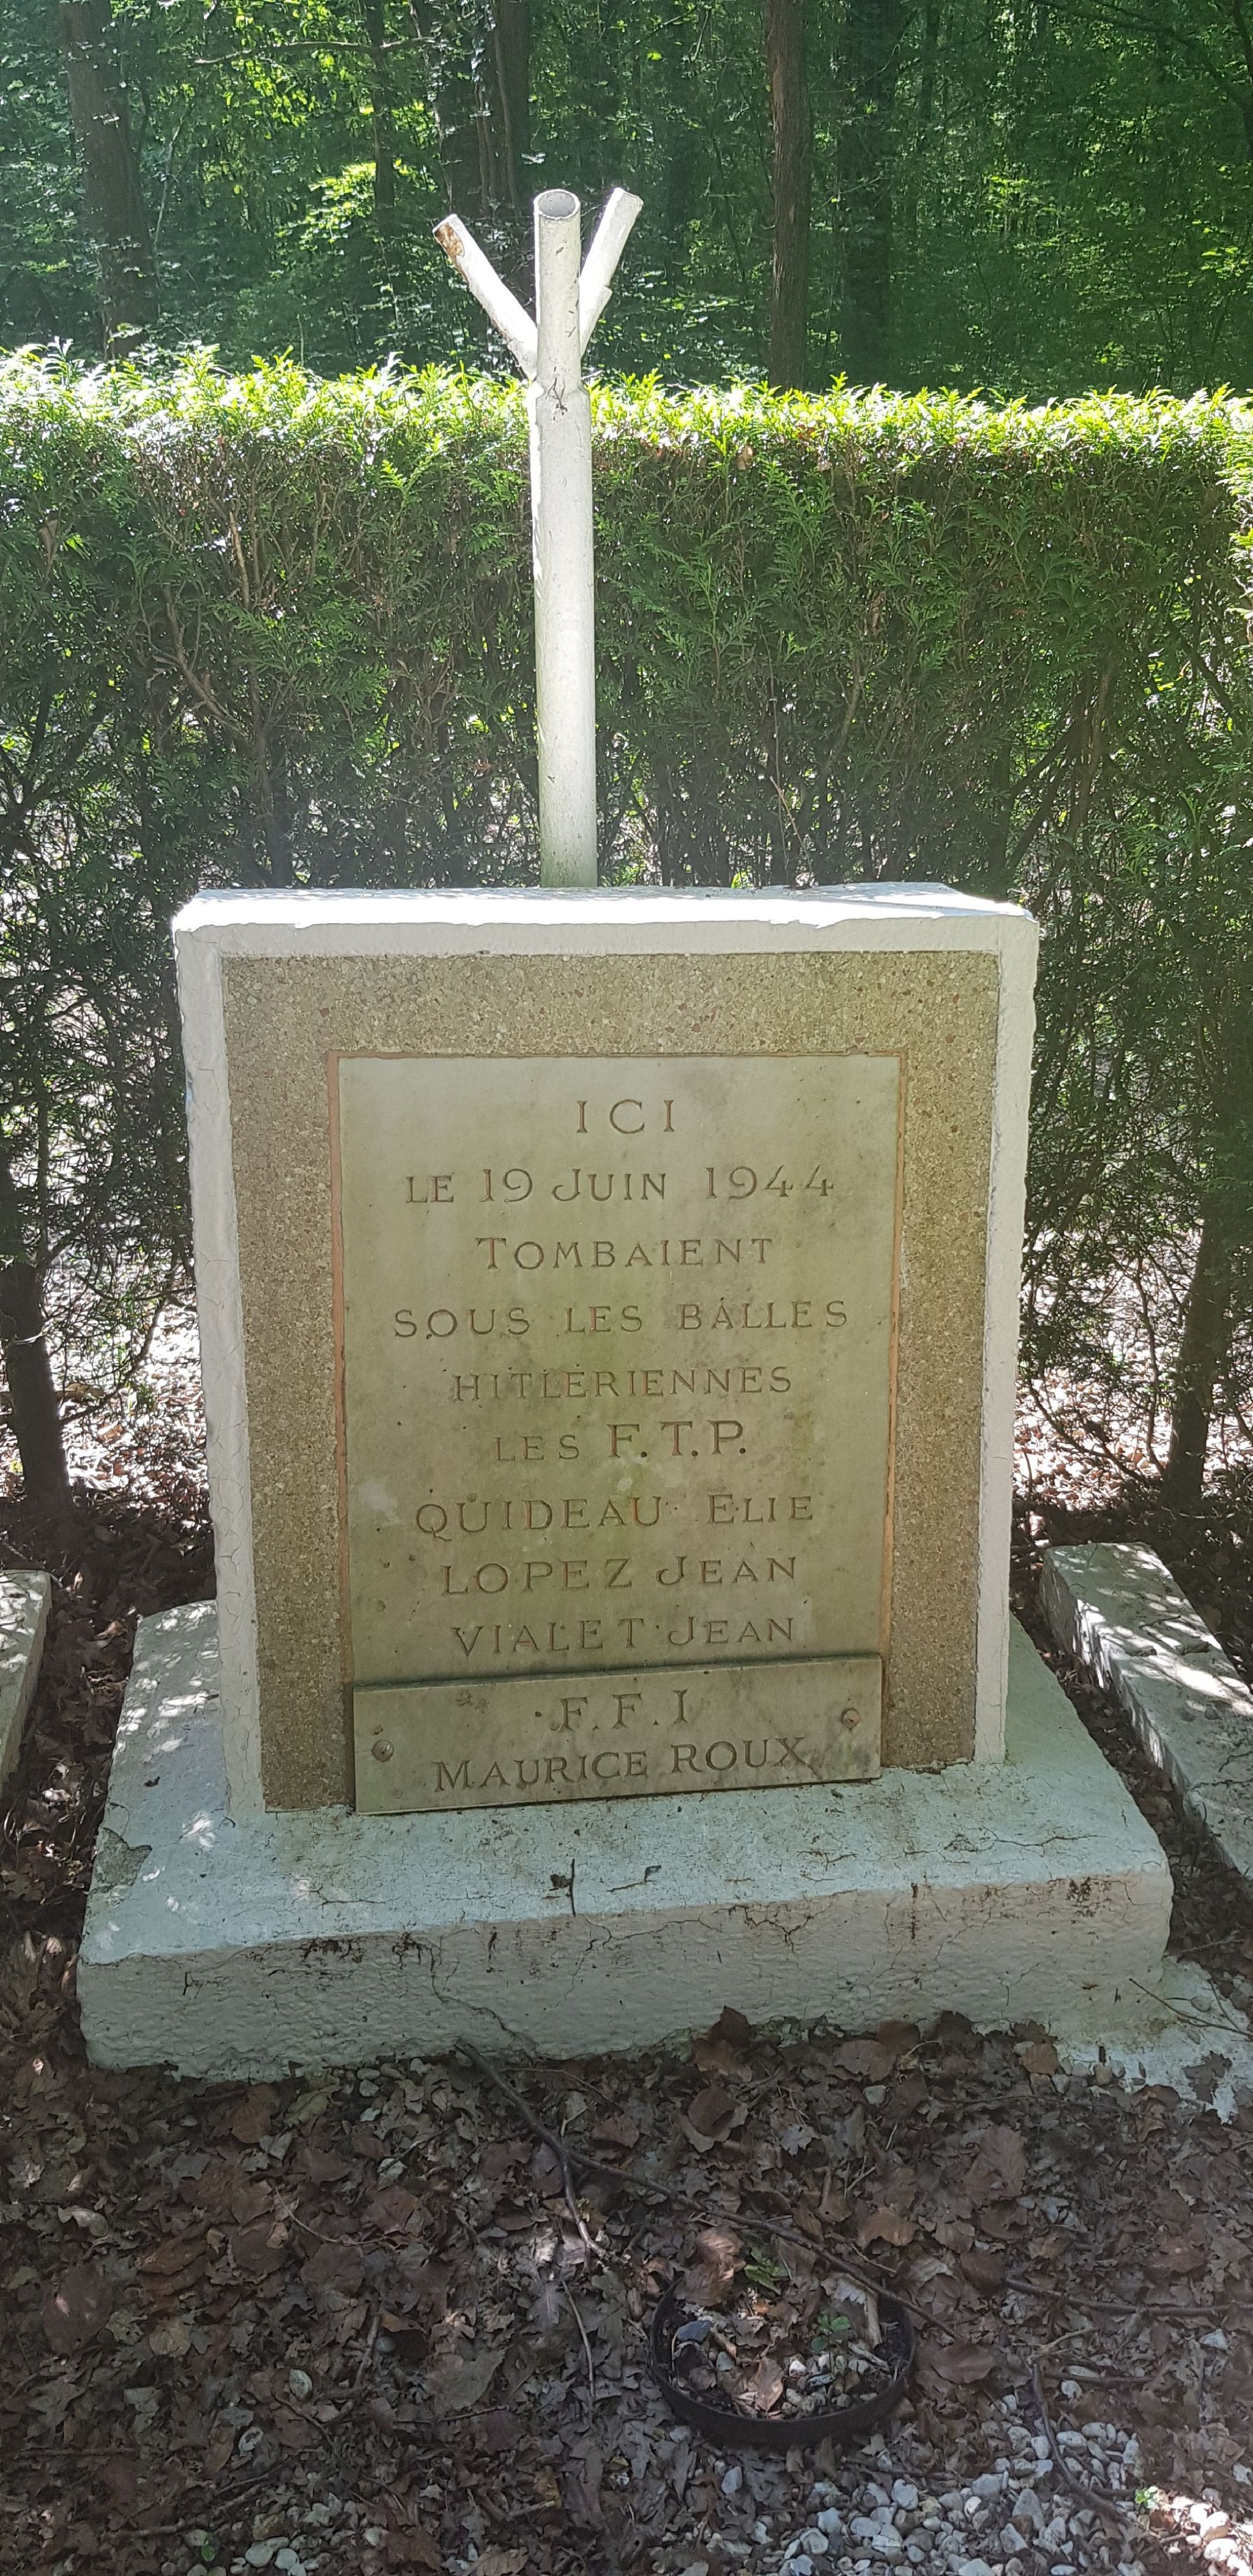 ICI
LE 19 JUIN 1944
TOMBAIENT
SOUS LES BALLES
HITLERIENNES
LES F.T.P.
QUIDEAU ELIE
LOPEZ JEAN
VIALET JEAN
F.F.I
MAURICE ROUX